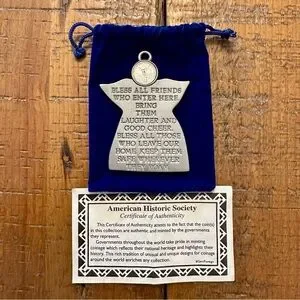 BLESS ALL FRIENDS
WHO ENTER HERE
BRING
THEM
LAUGHTER AND
GOOD CHEER.
BLESS ALL THOSE
WHO LEAVE OUR
HOME KEEP THEM
SAFE WHEREVER
American Historic Society
Certificate of Authenticity
This Certificate of Authenticity attests to the fact that the coin(s)
in this collection are authentic and minted by the governments
they represent.
Governments throughout the world take pride in minting
coinage which reflects their national heritage and highlights their
history. This rich tradition of unusual and unique designs for coinage
around the world enriches any collection.